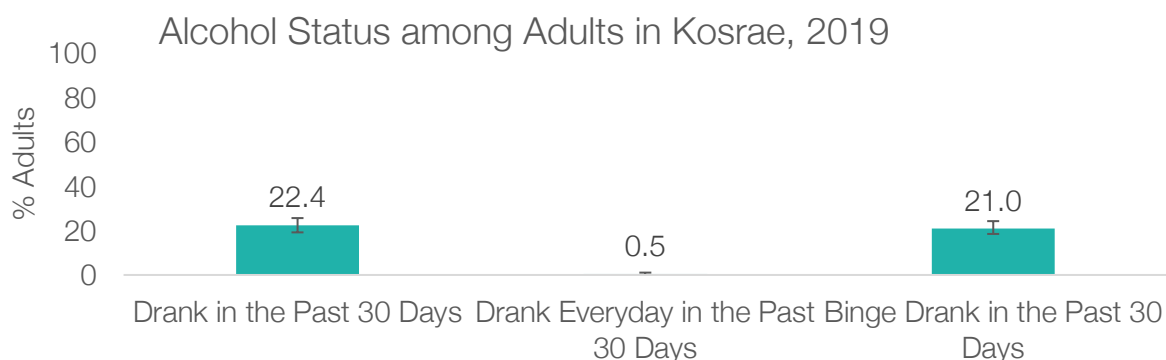 Alcohol Status among Adults in Kosrae, 2019
% Adults
100
80
60
40
20
0
22.4
0.5
21.0
Drank in the Past 30 Days
Drank Everyday in the Past
30 Days
Binge Drank in the Past 30
Days